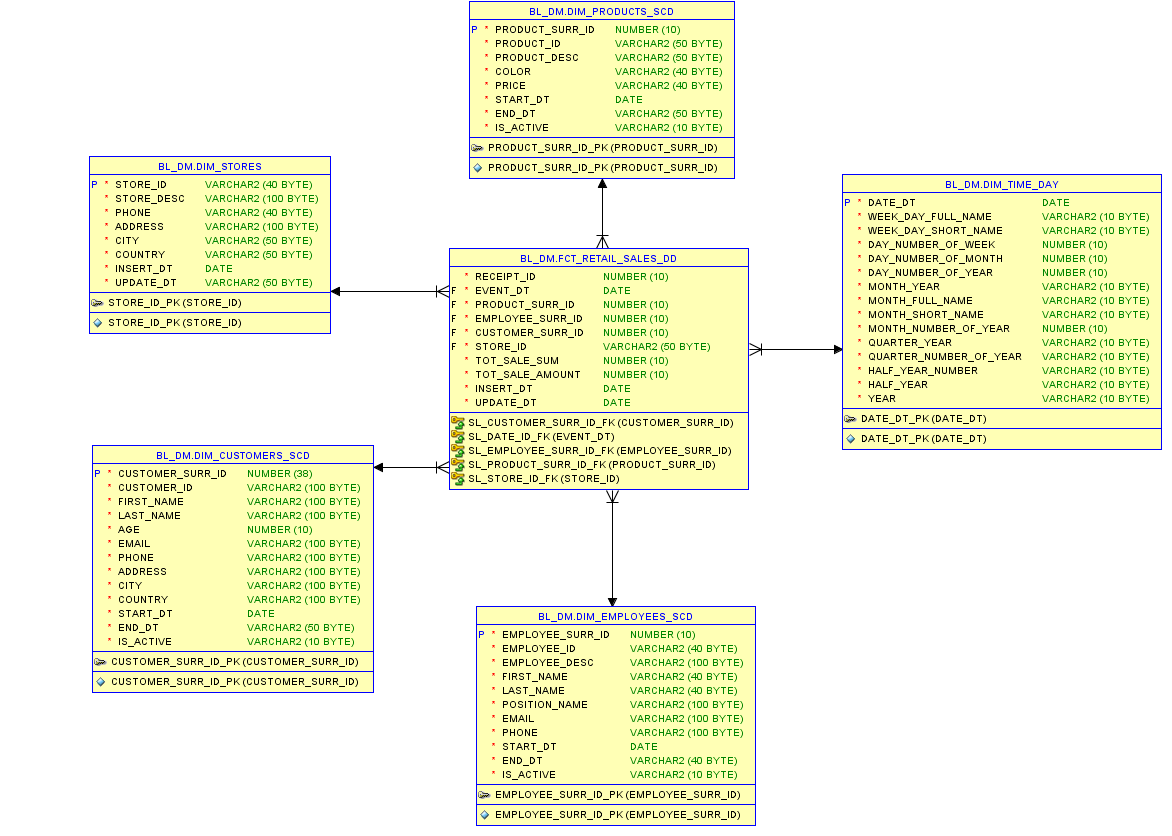 BL_DM.DIM_PRODUCTS_SCD
P * PRODUCT_SURR_ID NUMBER (10)
* PRODUCT_ID VARCHAR2 (50 BYTE)
* PRODUCT_DESC VARCHAR2 (50 BYTE)
* COLOR VARCHAR2 (40 BYTE)
* PRICE VARCHAR2 (40 BYTE)
* START_DT DATE
* END_DT VARCHAR2 (50 BYTE)
* IS_ACTIVE VARCHAR2 (10 BYTE)
PRODUCT_SURR_ID_PK (PRODUCT_SURR_ID)
PRODUCT_SURR_ID_PK (PRODUCT_SURR_ID)
BL_DM.DIM_STORES
P * STORE_ID VARCHAR2 (40 BYTE)
* STORE_DESC VARCHAR2 (100 BYTE)
* PHONE VARCHAR2 (40 BYTE)
* ADDRESS VARCHAR2 (100 BYTE)
* CITY VARCHAR2 (50 BYTE)
* COUNTRY VARCHAR2 (50 BYTE)
* INSERT_DT DATE
* UPDATE_DT VARCHAR2 (50 BYTE)
STORE_ID_PK (STORE_ID)
STORE_ID_PK (STORE_ID)
BL_DM.DIM_TIME_DAY
P * DATE_DT DATE
* WEEK_DAY_FULL_NAME VARCHAR2 (10 BYTE)
* WEEK_DAY_SHORT_NAME VARCHAR2 (10 BYTE)
* DAY_NUMBER_OF_WEEK NUMBER (10)
* DAY_NUMBER_OF_MONTH NUMBER (10)
* DAY_NUMBER_OF_YEAR NUMBER (10)
* MONTH_YEAR VARCHAR2 (10 BYTE)
* MONTH_FULL_NAME VARCHAR2 (10 BYTE)
* MONTH_SHORT_NAME VARCHAR2 (10 BYTE)
* MONTH_NUMBER_OF_YEAR NUMBER (10)
* QUARTER_YEAR VARCHAR2 (10 BYTE)
* QUARTER_NUMBER_OF_YEAR VARCHAR2 (10 BYTE)
* HALF_YEAR_NUMBER VARCHAR2 (10 BYTE)
* HALF_YEAR VARCHAR2 (10 BYTE)
* YEAR VARCHAR2 (10 BYTE)
DATE_DT_PK (DATE_DT)
DATE_DT_PK (DATE_DT)
BL_DM.FCT_RETAIL_SALES_DD
* RECEIPT_ID NUMBER (10)
F * EVENT_DT DATE
F * PRODUCT_SURR_ID NUMBER (10)
F * EMPLOYEE_SURR_ID NUMBER (10)
F * CUSTOMER_SURR_ID NUMBER (10)
F * STORE_ID VARCHAR2 (50 BYTE)
* TOT_SALE_SUM NUMBER (10)
* TOT_SALE_AMOUNT NUMBER (10)
* INSERT_DT DATE
* UPDATE_DT DATE
SL_CUSTOMER_SURR_ID_FK (CUSTOMER_SURR_ID)
SL_DATE_ID_FK (EVENT_DT)
SL_EMPLOYEE_SURR_ID_FK (EMPLOYEE_SURR_ID)
SL_PRODUCT_SURR_ID_FK (PRODUCT_SURR_ID)
SL_STORE_ID_FK (STORE_ID)
BL_DM.DIM_CUSTOMERS_SCD
P * CUSTOMER_SURR_ID NUMBER (38)
* CUSTOMER_ID VARCHAR2 (100 BYTE)
* FIRST_NAME VARCHAR2 (100 BYTE)
* LAST_NAME VARCHAR2 (100 BYTE)
* AGE NUMBER (10)
* EMAIL VARCHAR2 (100 BYTE)
* PHONE VARCHAR2 (100 BYTE)
* ADDRESS VARCHAR2 (100 BYTE)
* CITY VARCHAR2 (100 BYTE)
* COUNTRY VARCHAR2 (100 BYTE)
* START_DT DATE
* END_DT VARCHAR2 (50 BYTE)
* IS_ACTIVE VARCHAR2 (10 BYTE)
CUSTOMER_SURR_ID_PK (CUSTOMER_SURR_ID)
CUSTOMER_SURR_ID_PK (CUSTOMER_SURR_ID)
BL_DM.DIM_EMPLOYEES_SCD
P * EMPLOYEE_SURR_ID NUMBER (10)
* EMPLOYEE_ID VARCHAR2 (40 BYTE)
* EMPLOYEE_DESC VARCHAR2 (100 BYTE)
* FIRST_NAME VARCHAR2 (40 BYTE)
* LAST_NAME VARCHAR2 (40 BYTE)
* POSITION_NAME VARCHAR2 (100 BYTE)
* EMAIL VARCHAR2 (100 BYTE)
* PHONE VARCHAR2 (100 BYTE)
* START_DT DATE
* END_DT VARCHAR2 (40 BYTE)
* IS_ACTIVE VARCHAR2 (10 BYTE)
EMPLOYEE_SURR_ID_PK (EMPLOYEE_SURR_ID)
EMPLOYEE_SURR_ID_PK (EMPLOYEE_SURR_ID)